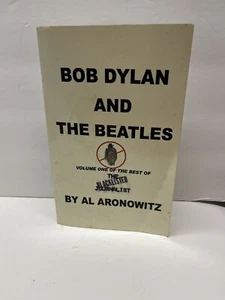 BOB DYLAN
AND
THE BEATLES
VOLUME ONE OF THE BEST OF
THE
BLACKLISTED
JOURNALIST
BY AL ARONOWITZ